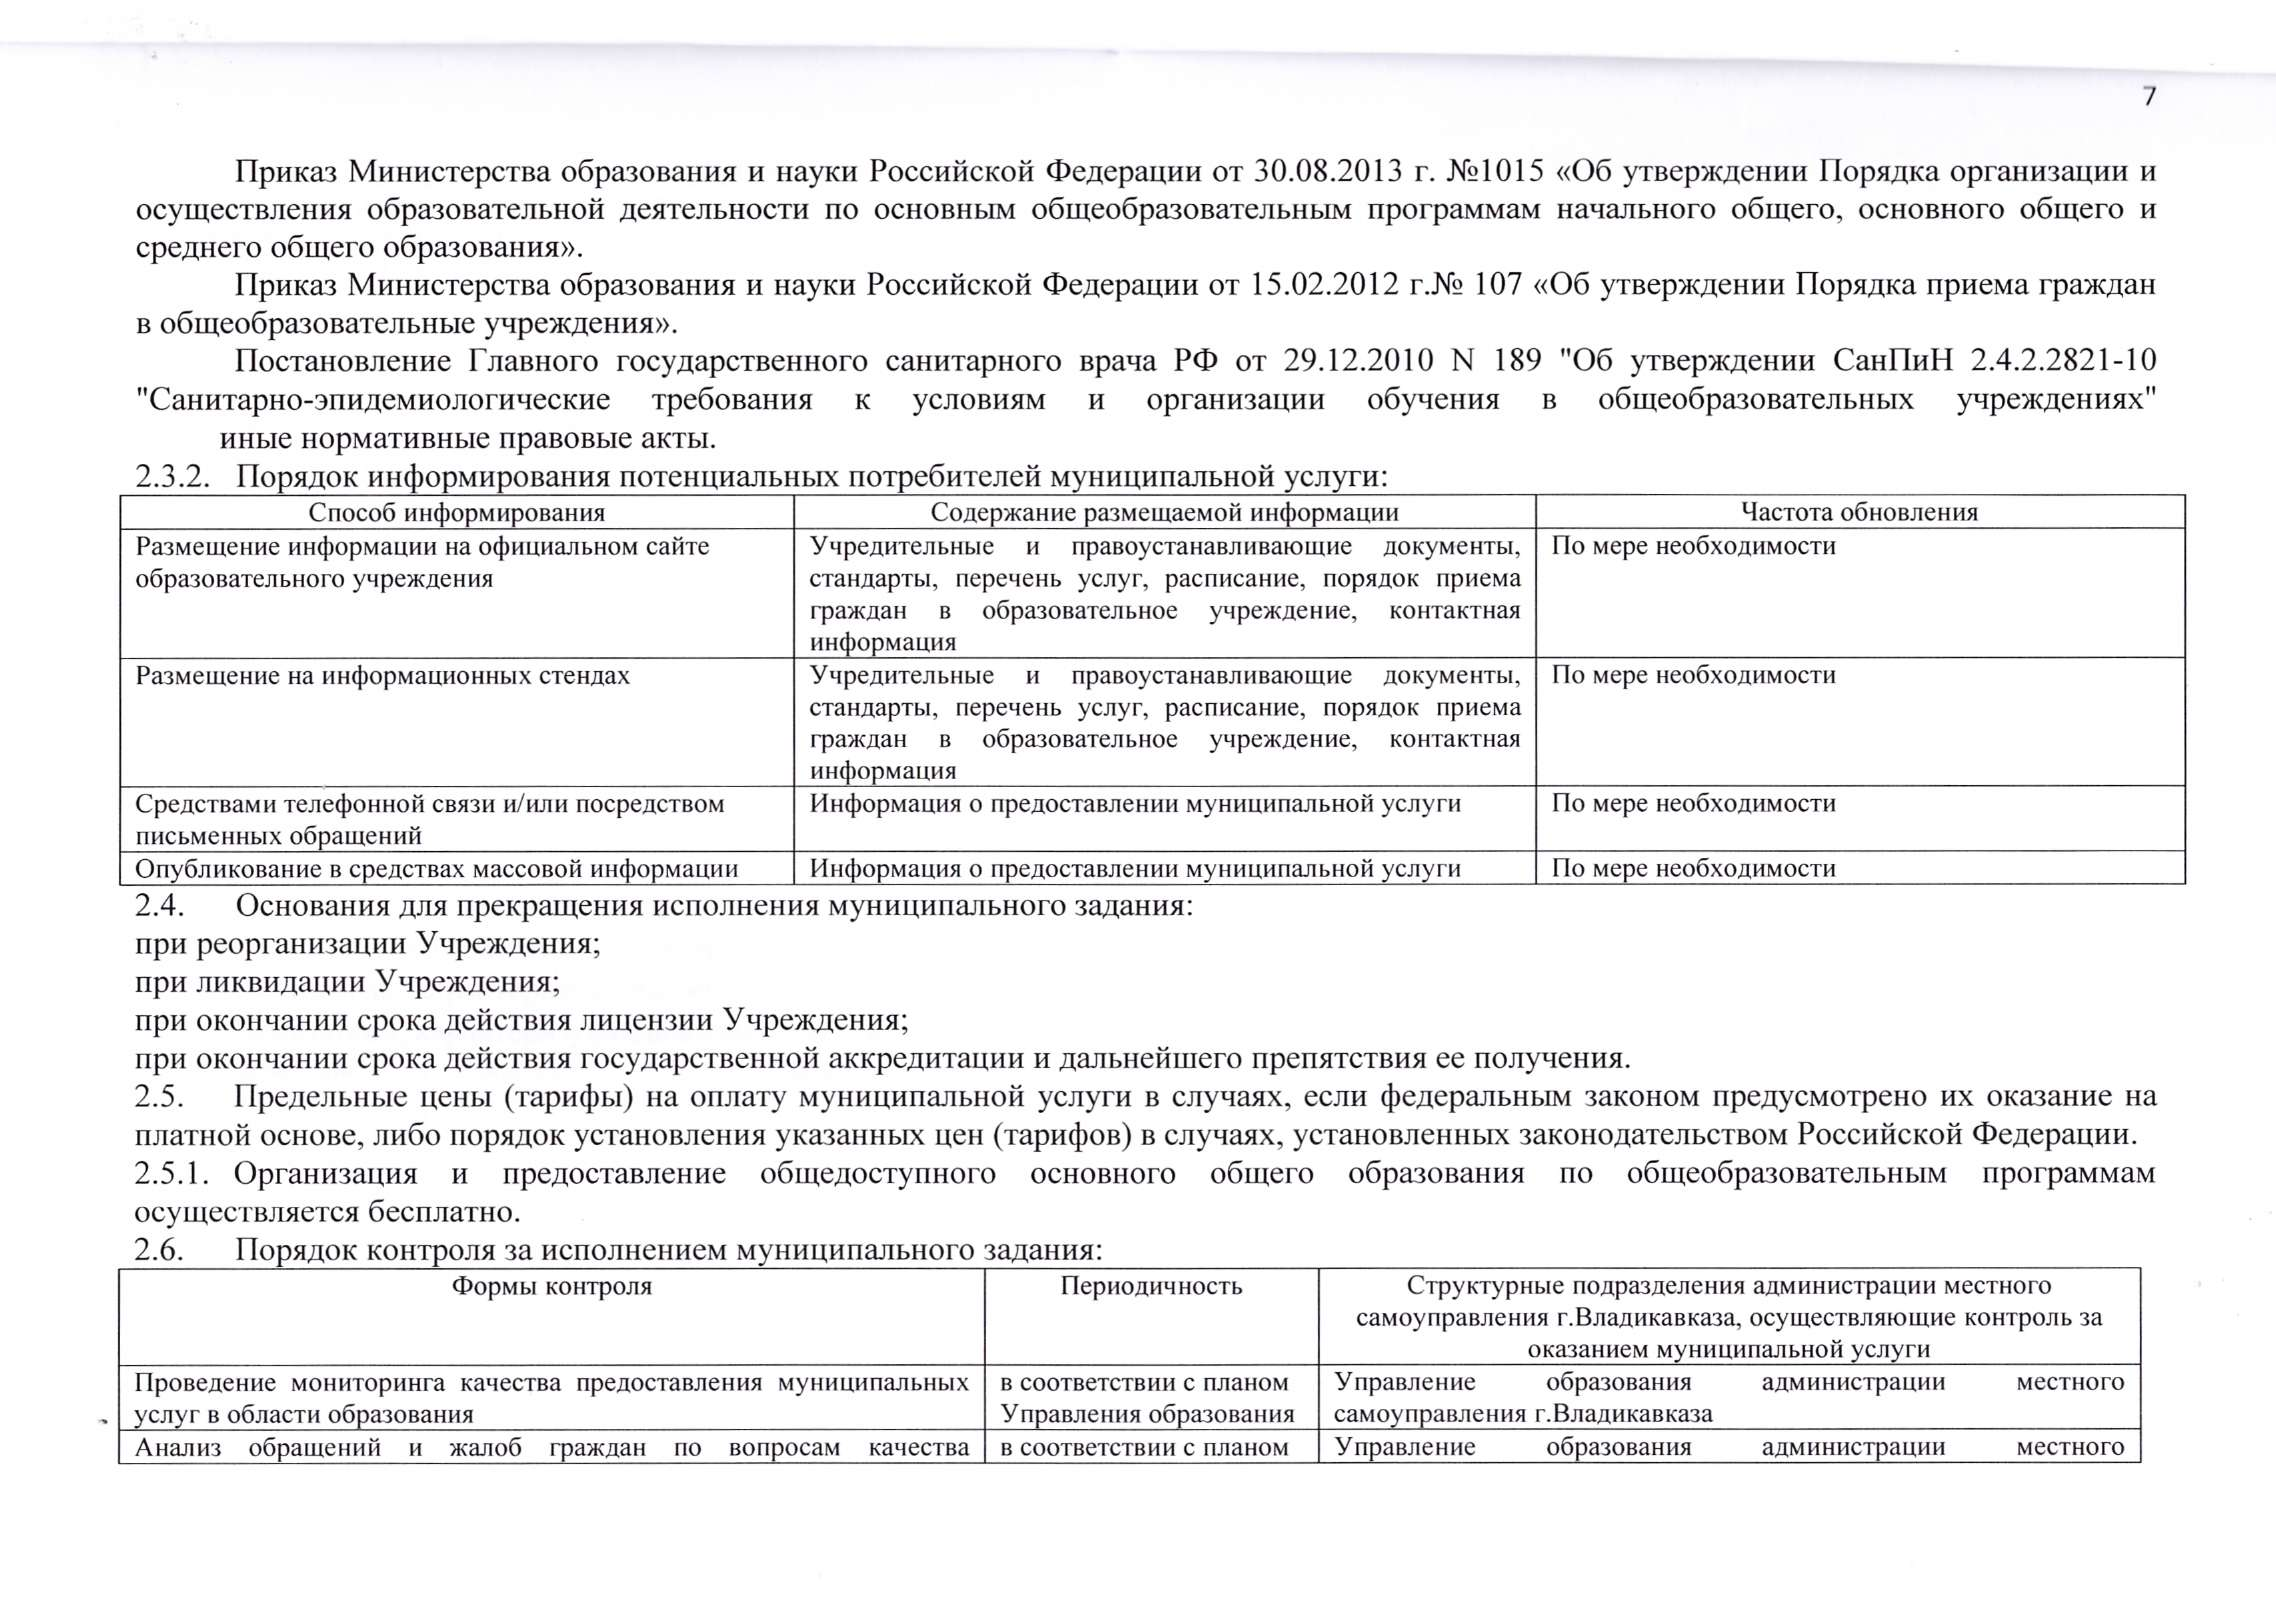 7
Приказ Министерства образования и науки Российской Федерации от 30.08.2013 г. №1015 «Об утверждении Порядка организации и
осуществления образовательной деятельности по основным общеобразовательным программам начального общего, основного общего и
среднего общего образования».
Приказ Министерства образования и науки Российской Федерации от 15.02.2012 г.№ 107 «Об утверждении Порядка приема граждан
в общеобразовательные учреждения».
Постановление Главного государственного санитарного врача РФ от 29.12.2010 N 189 "Об утверждении СанПиН 2.4.2.2821-10
"Санитарно-эпидемиологические требования к условиям и организации обучения в общеобразовательных учреждениях"
иные нормативные правовые акты.
2.3.2. Порядок информирования потенциальных потребителей муниципальной услуги:
Способ информирования
Содержание размещаемой информации
Частота обновления
Размещение информации на официальном сайте
образовательного учреждения
Учредительные и правоустанавливающие документы,
стандарты, перечень услуг, расписание, порядок приема
граждан в образовательное учреждение, контактная
информация
По мере необходимости
Размещение на информационных стендах
Учредительные и правоустанавливающие документы,
стандарты, перечень услуг, расписание, порядок приема
граждан в образовательное учреждение, контактная
информация
По мере необходимости
Средствами телефонной связи и/или посредством
письменных обращений
Информация о предоставлении муниципальной услуги
По мере необходимости
Опубликование в средствах массовой информации
Информация о предоставлении муниципальной услуги
По мере необходимости
2.4. Основания для прекращения исполнения муниципального задания:
при реорганизации Учреждения;
при ликвидации Учреждения;
при окончании срока действия лицензии Учреждения;
при окончании срока действия государственной аккредитации и дальнейшего препятствия ее получения.
2.5. Предельные цены (тарифы) на оплату муниципальной услуги в случаях, если федеральным законом предусмотрено их оказание на
платной основе, либо порядок установления указанных цен (тарифов) в случаях, установленных законодательством Российской Федерации.
2.5.1. Организация и предоставление общедоступного основного общего образования по общеобразовательным программам
осуществляется бесплатно.
2.6. Порядок контроля за исполнением муниципального задания:
Формы контроля
Периодичность
Структурные подразделения администрации местного
самоуправления г.Владикавказа, осуществляющие контроль за
оказанием муниципальной услуги
Проведение мониторинга качества предоставления муниципальных
услуг в области образования
в соответствии с планом
Управления образования
Управление образования администрации местного
самоуправления г.Владикавказа
Анализ обращений и жалоб граждан по вопросам качества
в соответствии с планом
Управление образования администрации местного